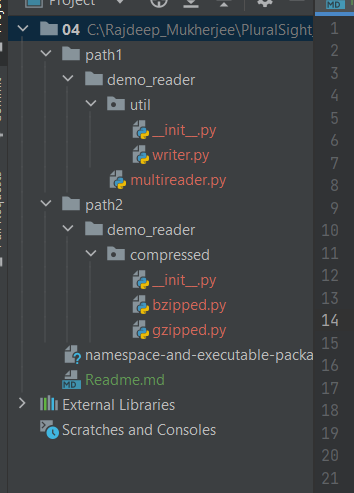 Project
04 C:\Rajdeep_Mukherjee\PluralSight
path1
demo_reader
util
__init__.py
writer.py
multireader.py
path2
demo_reader
compressed
__init__.py
bzipped.py
gzipped.py
namespace-and-executable-packa
Readme.md
External Libraries
Scratches and Consoles
1
3
4
5
6
7
8
9
10
11
12
13
14
15
16
17
18
19
20
21